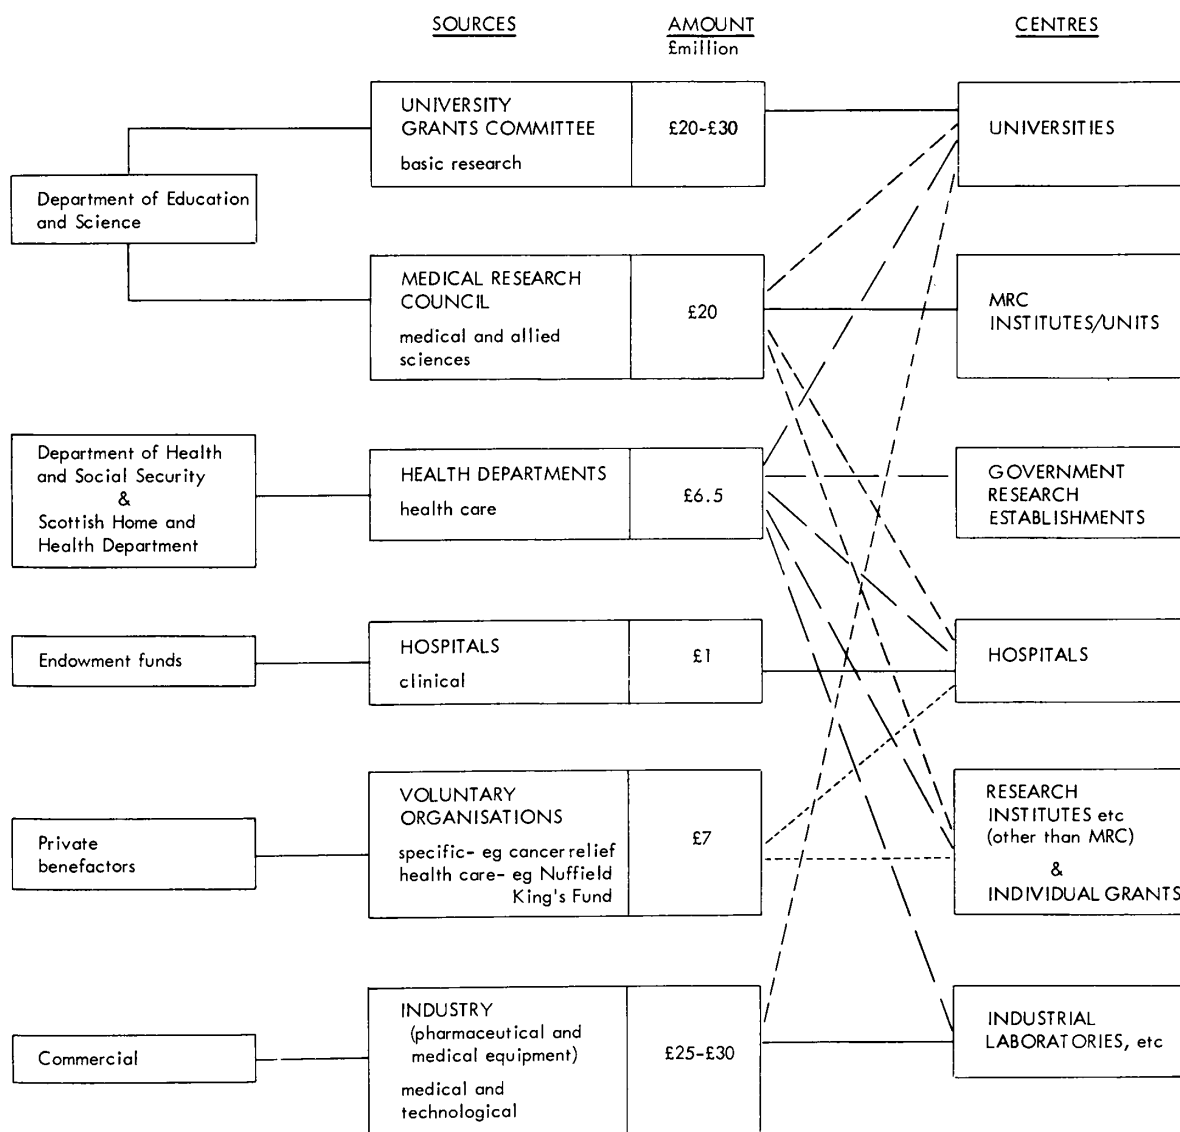 SOURCES
AMOUNT
£million
CENTRES
UNIVERSITY
GRANTS COMMITTEE
basic research
£20-£30
UNIVERSITIES
Department of Education
and Science
MEDICAL RESEARCH
COUNCIL
medical and allied
sciences
£20
MRC
INSTITUTES/UNITS
Department of Health
and Social Security
&
Scottish Home and
Health Department
HEALTH DEPARTMENTS
health care
£6.5
GOVERNMENT
RESEARCH
ESTABLISHMENTS
Endowment funds
HOSPITALS
clinical
£1
HOSPITALS
Private
benefactors
VOLUNTARY
ORGANISATIONS
specific- eg cancer relief
health care- eg Nuffield
King's Fund
£7
RESEARCH
INSTITUTES etc
(other than MRC)
&
INDIVIDUAL GRANTS
Commercial
INDUSTRY
(pharmaceutical and
medical equipment)
medical and
technological
£25-£30
INDUSTRIAL
LABORATORIES, etc